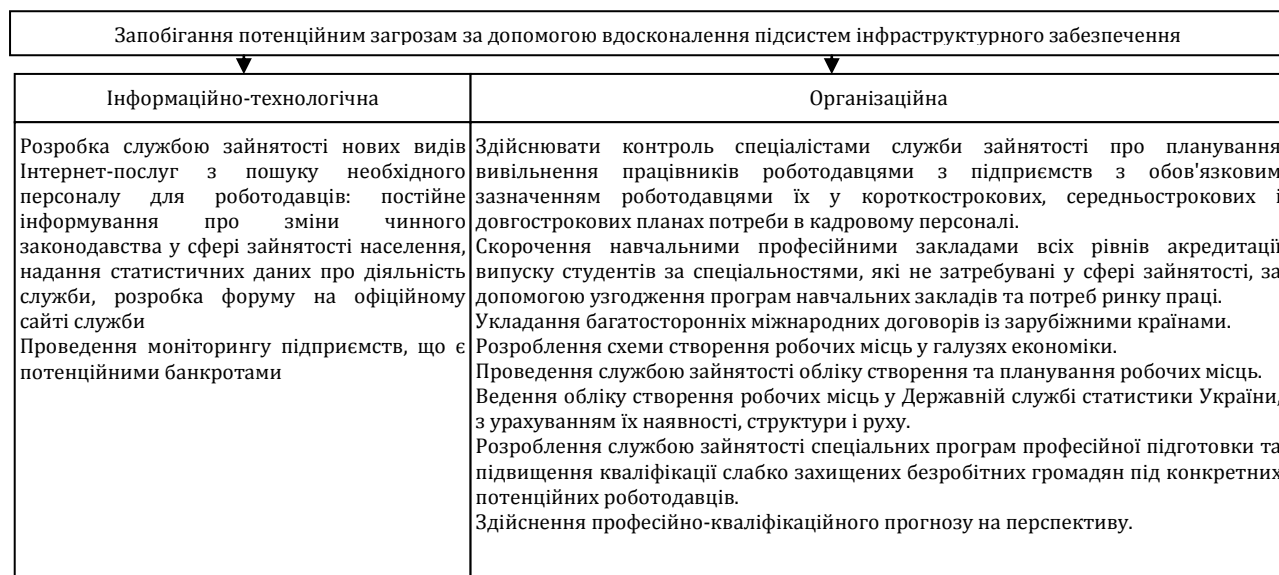 Запобігання потенційним загрозам за допомогою вдосконалення підсистем інфраструктурного забезпечення
Інформаційно-технологічна
Розробка службою зайнятості нових видів
Інтернет-послуг з пошуку необхідного
персоналу для роботодавців: постійне
інформування про зміни чинного
законодавства у сфері зайнятості населення,
надання статистичних даних про діяльність
служби, розробка форуму на офіційному
сайті служби
Проведення моніторингу підприємств, що є
потенційними банкротами
Організаційна
Здійснювати контроль спеціалістами служби зайнятості про планування
вивільнення працівників роботодавцями з підприємств з обов'язковим
зазначенням роботодавцями їх у короткострокових, середньострокових і
довгострокових планах потреби в кадровому персоналі.
Скорочення навчальними професійними закладами всіх рівнів акредитації
випуску студентів за спеціальностями, які не затребувані у сфері зайнятості, за
допомогою узгодження програм навчальних закладів та потреб ринку праці.
Укладання багатосторонніх міжнародних договорів із зарубіжними країнами.
Розроблення схеми створення робочих місць у галузях економіки.
Проведення службою зайнятості обліку створення та планування робочих місць.
Ведення обліку створення робочих місць у Державній службі статистики України,
з урахуванням їх наявності, структури і руху.
Розроблення службою зайнятості спеціальних програм професійної підготовки та
підвищення кваліфікації слабко захищених безробітних громадян під конкретних
потенційних роботодавців.
Здійснення професійно-кваліфікаційного прогнозу на перспективу.